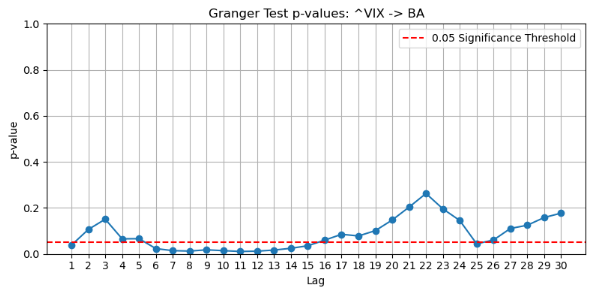 Granger Test p-values: ^VIX -> BA
0.05 Significance Threshold
p-value
1.0
0.8
0.6
0.4
0.2
0.0
1 2 3 4 5 6 7 8 9 10 11 12 13 14 15 16 17 18 19 20 21 22 23 24 25 26 27 28 29 30
Lag